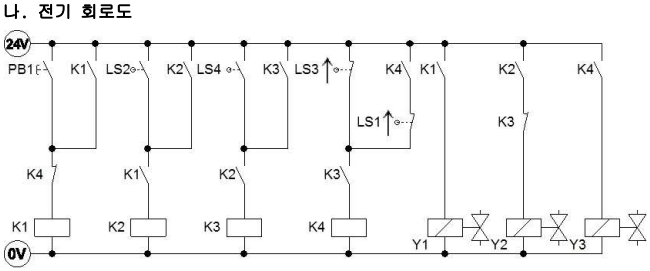 나. 전기 회로도
24V
PB1 K1 LS2 K2 LS4 K3 LS3 K4 K1 K2 K4
LS1 K3
K4 K1 K2 K3
K1 K2 K3 K4 Y1 Y2 Y3
0V